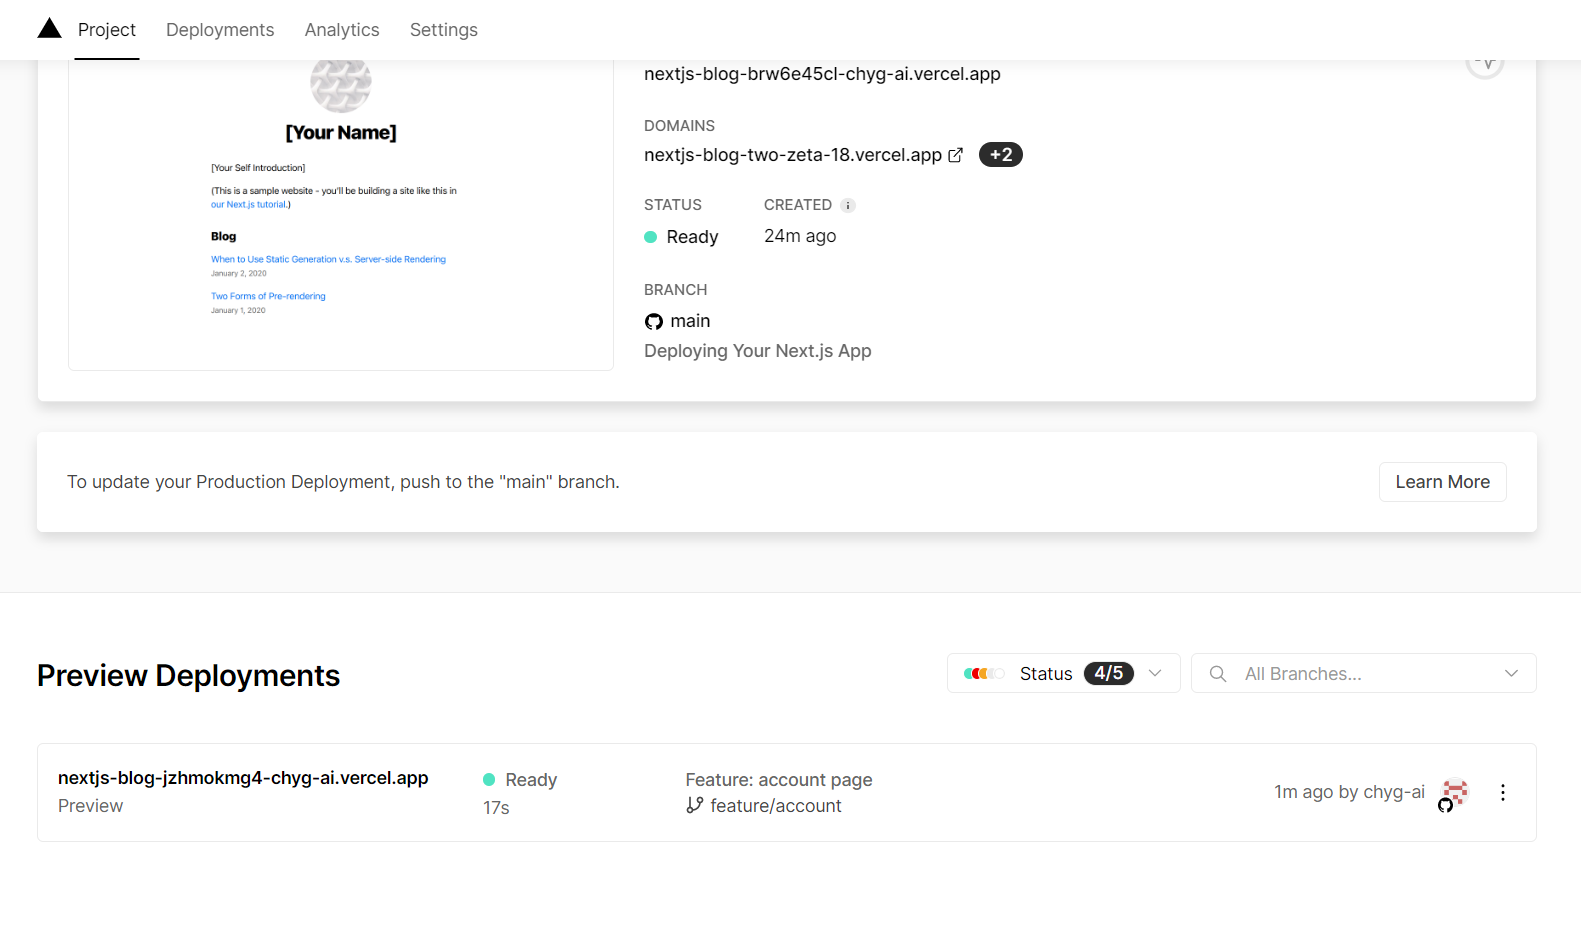 Project Deployments Analytics Settings
nextjs-blog-brw6e45cl-chyg-ai.vercel.app
[Your Name]
[Your Self Introduction]
(This is a sample website - you'll be building a site like this in
our Next.js tutorial.)
Blog
When to Use Static Generation v.s. Server-side Rendering
January 2, 2020
Two Forms of Pre-rendering
January 1, 2020
DOMAINS
nextjs-blog-two-zeta-18.vercel.app +2
STATUS CREATED
Ready 24m ago
BRANCH
main
Deploying Your Next.js App
To update your Production Deployment, push to the "main" branch. Learn More
Preview Deployments Status 4/5 All Branches...
nextjs-blog-jzhmokmg4-chyg-ai.vercel.app Ready Feature: account page
Preview 17s feature/account 1m ago by chyg-ai